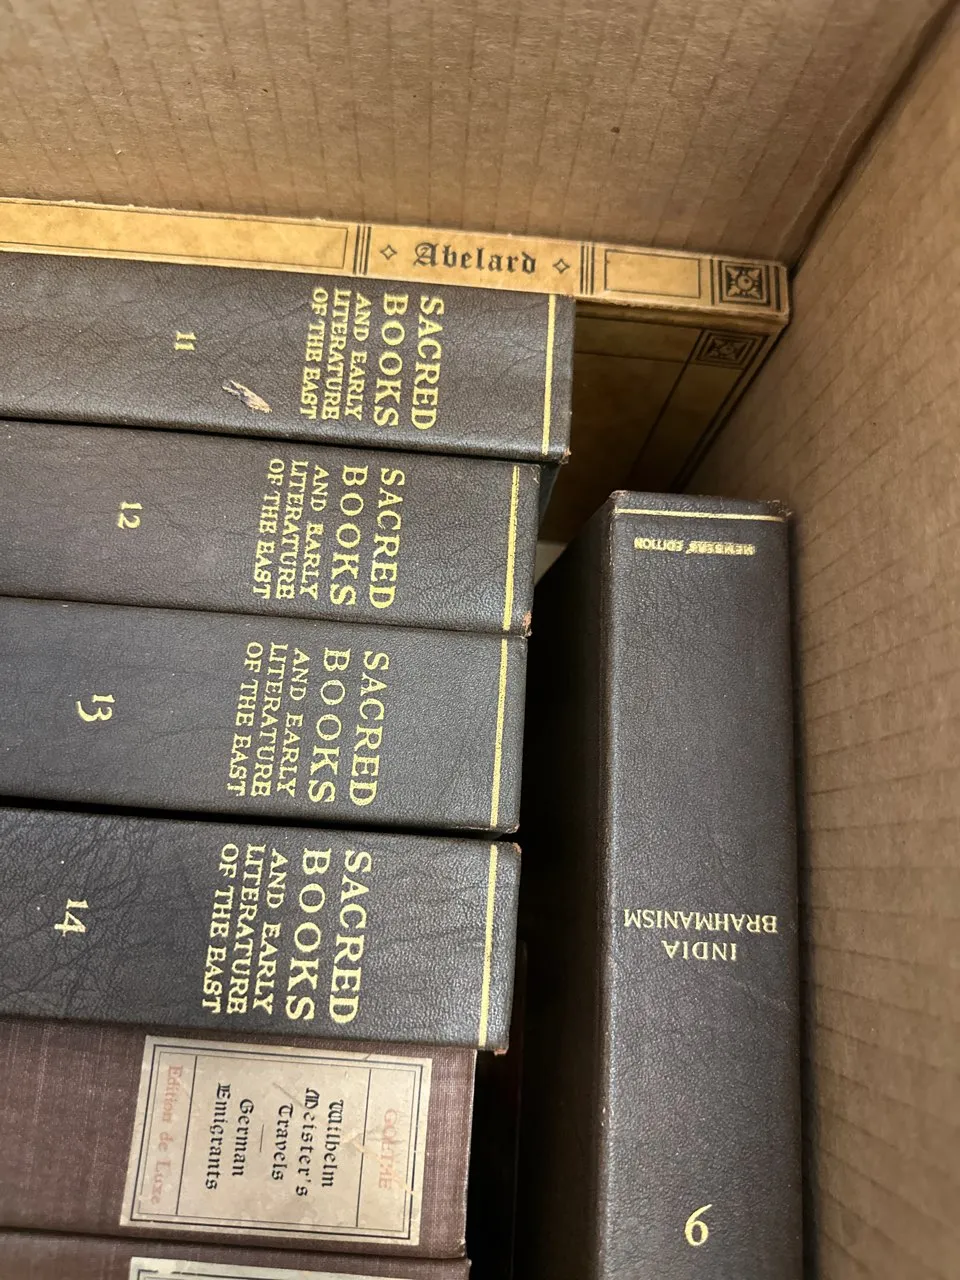 Abelard
SACRED
BOOKS
AND EARLY
LITERATURE
OF THE EAST
11
SACRED
BOOKS
AND EARLY
LITERATURE
OF THE EAST
12
SACRED
BOOKS
AND EARLY
LITERATURE
OF THE EAST
13
SACRED
BOOKS
AND EARLY
LITERATURE
OF THE EAST
14
GOETHE
Wilhelm
Meister's
Travels
German
Emigrants
Edition de Luxe
9
INDIA
BRAHMANISM
MEMBERS' EDITION